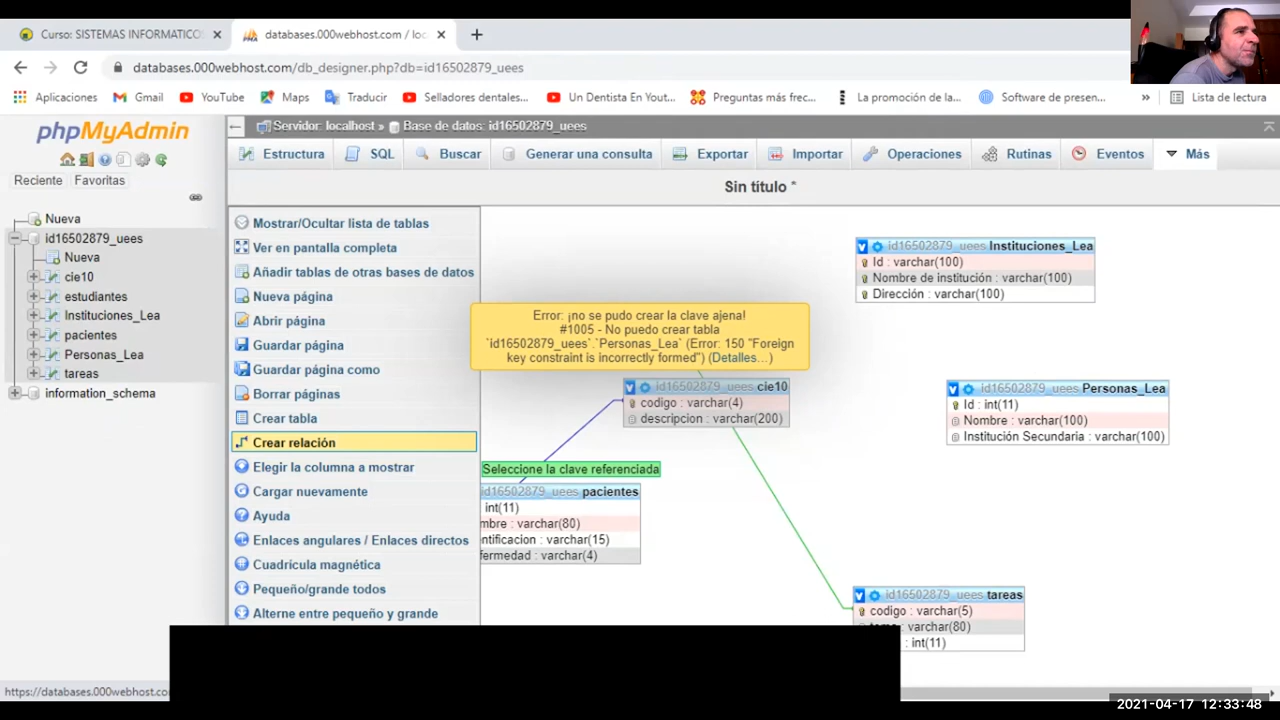 Curso: SISTEMAS INFORMATICOS
databases.000webhost.com / loc
databases.000webhost.com/db_designer.php?db=id16502879_uees
Aplicaciones
Gmail
YouTube
Maps
Traducir
Selladores dentales...
Un Dentista En Yout...
Preguntas más frec...
La promoción de la...
Software de presen...
»
Lista de lectura
phpMyAdmin
Servidor: localhost » Base de datos: id16502879_uees
Reciente Favoritas
Estructura
SQL
Buscar
Generar una consulta
Exportar
Importar
Operaciones
Rutinas
Eventos
Más
Sin título *
Nueva
id16502879_uees
Nueva
cie10
estudiantes
Instituciones_Lea
pacientes
Personas_Lea
tareas
information_schema
Mostrar/Ocultar lista de tablas
Ver en pantalla completa
Añadir tablas de otras bases de datos
Nueva página
Abrir página
Guardar página
Guardar página como
Borrar páginas
Crear tabla
Crear relación
Elegir la columna a mostrar
Cargar nuevamente
Ayuda
Enlaces angulares / Enlaces directos
Cuadrícula magnética
Pequeño/grande todos
Alterne entre pequeño y grande
Error: ¡no se pudo crear la clave ajena!
#1005 - No puedo crear tabla
`id16502879_uees`.`Personas_Lea` (Error: 150 "Foreign
key constraint is incorrectly formed") (Detalles...)
id16502879_uees Instituciones_Lea
Id : varchar(100)
Nombre de institución : varchar(100)
Dirección : varchar(100)
id16502879_uees cie10
codigo : varchar(4)
descripcion : varchar(200)
id16502879_uees Personas_Lea
Id : int(11)
Nombre : varchar(100)
Institución Secundaria : varchar(100)
Seleccione la clave referenciada
id16502879_uees pacientes
int(11)
mbre : varchar(80)
entificacion : varchar(15)
fermedad : varchar(4)
id16502879_uees tareas
codigo : varchar(5)
: varchar(80)
: int(11)
https://databases.000webhost.co
2021-04-17 12:33:48